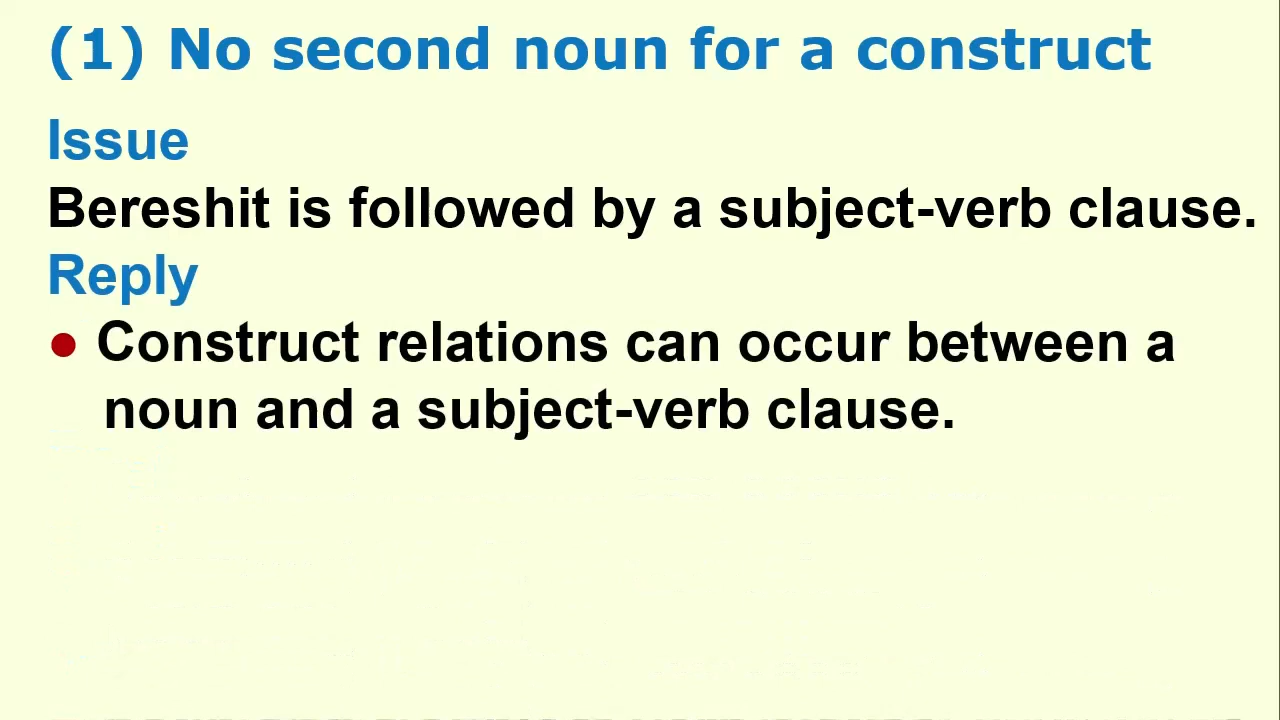 (1) No second noun for a construct
Issue
Bereshit is followed by a subject-verb clause.
Reply
● Construct relations can occur between a
noun and a subject-verb clause.